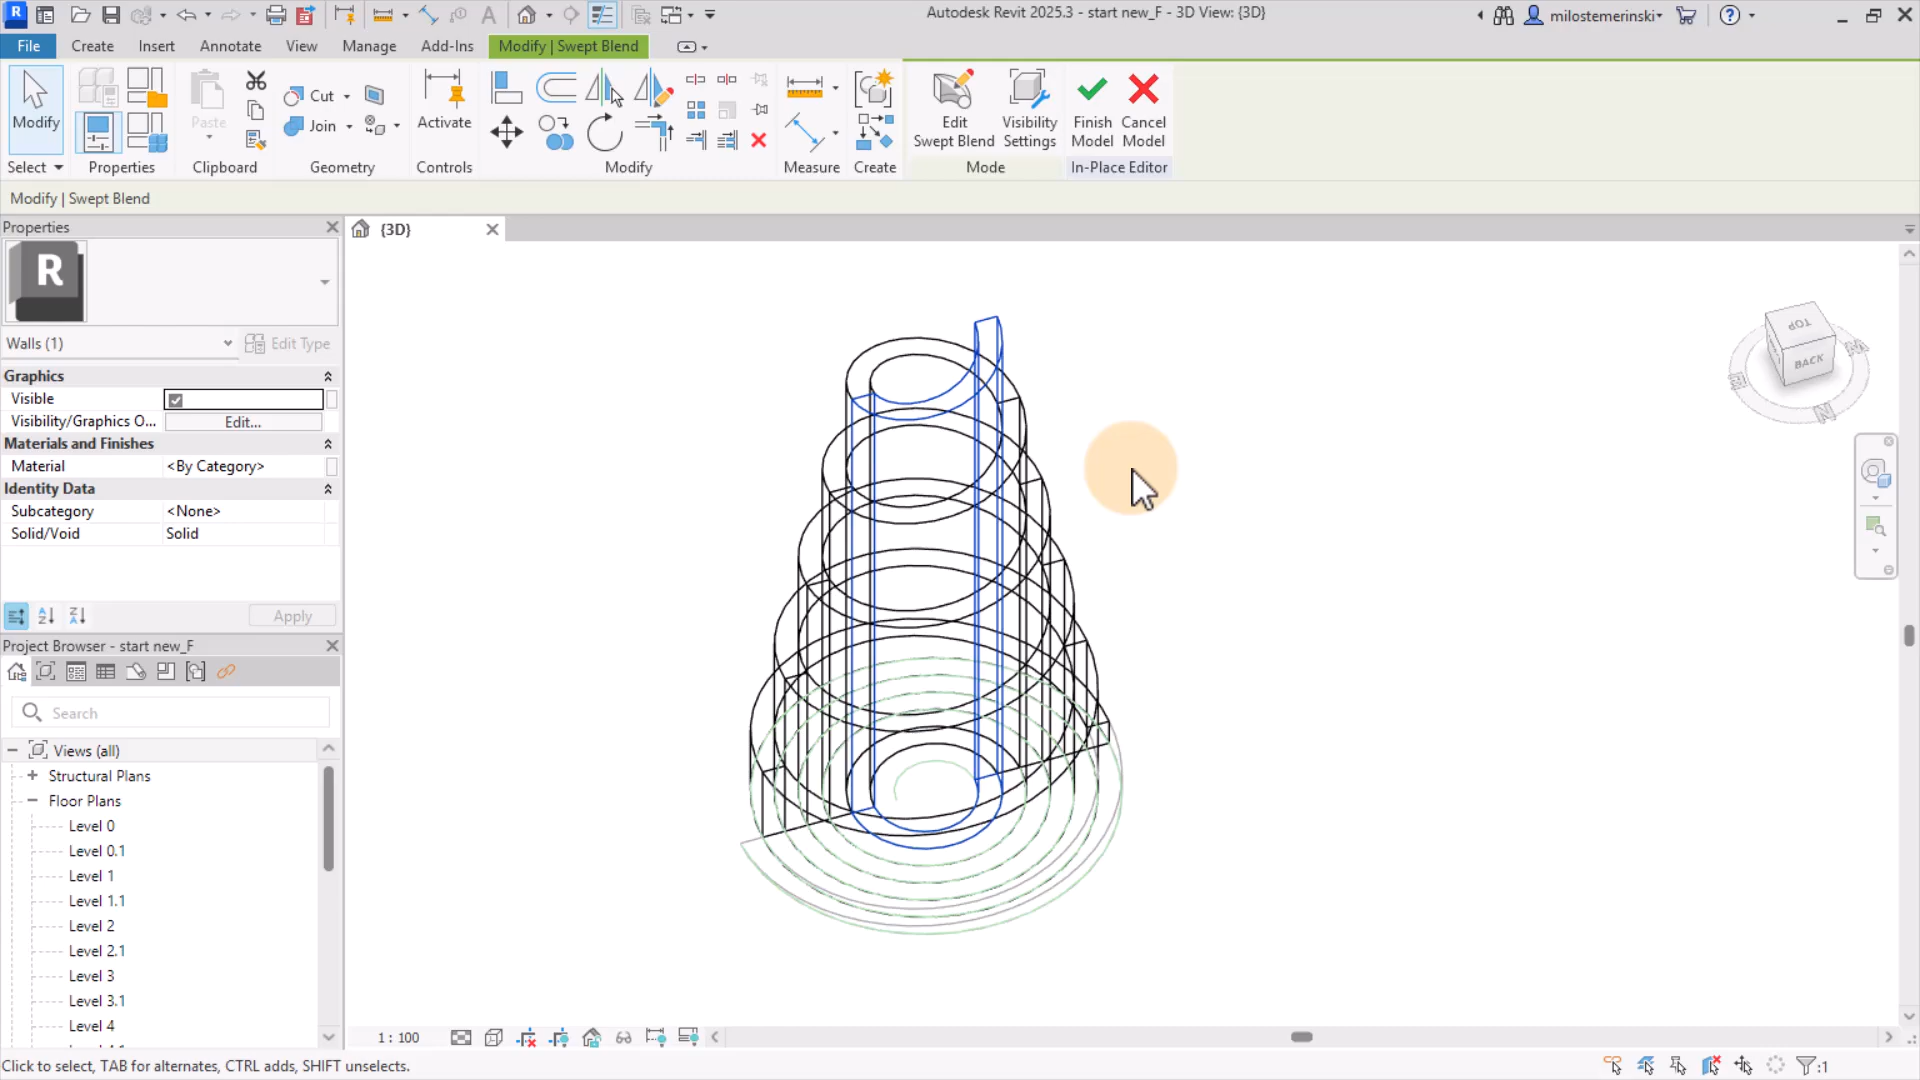 R
Autodesk Revit 2025.3 - start new_F - 3D View: {3D}
milostemerinski
File
Create
Insert
Annotate
View
Manage
Add-Ins
Modify | Swept Blend
Modify
Paste
Cut
Join
Activate
Edit
Swept Blend
Visibility
Settings
Finish
Model
Cancel
Model
Select
Properties
Clipboard
Geometry
Controls
Modify
Measure
Create
Mode
In-Place Editor
Modify | Swept Blend
Properties
{3D}
R
Walls (1)
Edit Type
Graphics
Visible
Visibility/Graphics O...
Edit...
Materials and Finishes
Material
<By Category>
Identity Data
Subcategory
<None>
Solid/Void
Solid
Apply
Project Browser - start new_F
Search
Views (all)
Structural Plans
Floor Plans
Level 0
Level 0.1
Level 1
Level 1.1
Level 2
Level 2.1
Level 3
Level 3.1
Level 4
TOP
BACK
1 : 100
Click to select, TAB for alternates, CTRL adds, SHIFT unselects.
:1